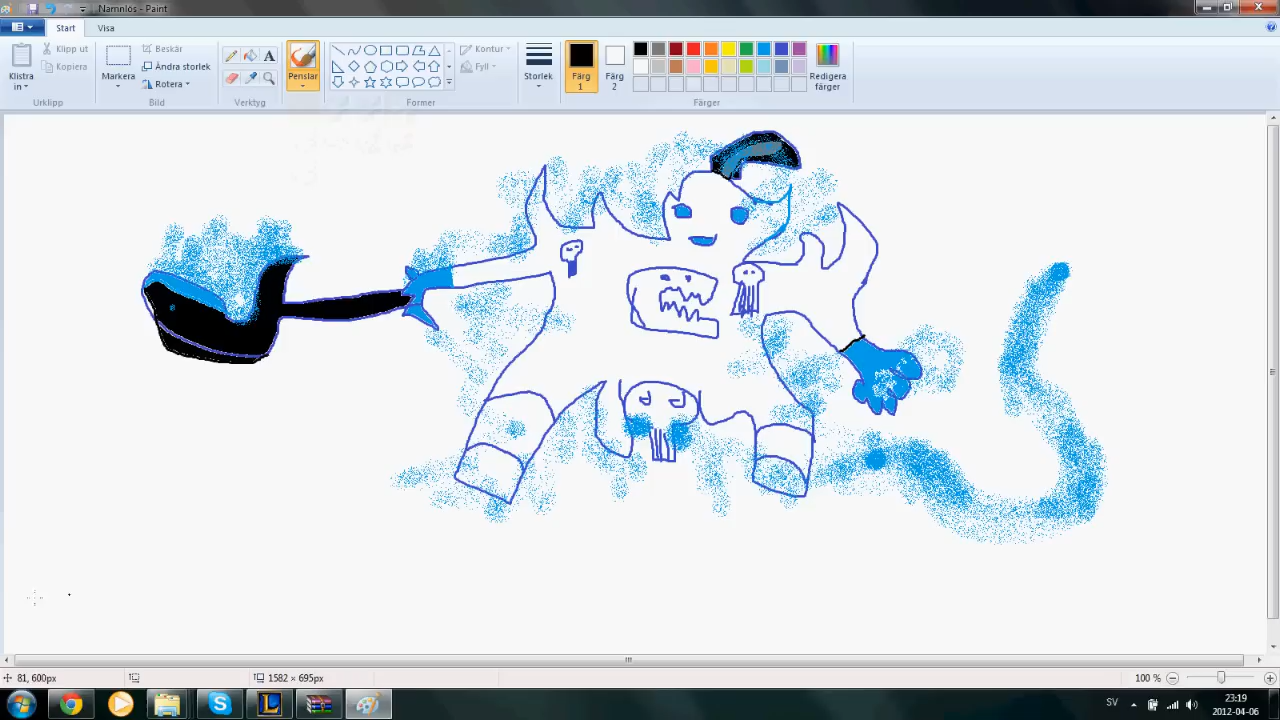 Namnlös - Paint
Start Visa
Klistra in
Klipp ut
Kopiera
Urklipp
Markera
Beskär
Ändra storlek
Rotera
Bild
A
Verktyg
Penslar
Former
Kontur
Fyll
Storlek
Färg 1
Färg 2
Färger
Redigera färger
81, 600px
1582 × 695px
100 %
SV
23:19
2012-04-06